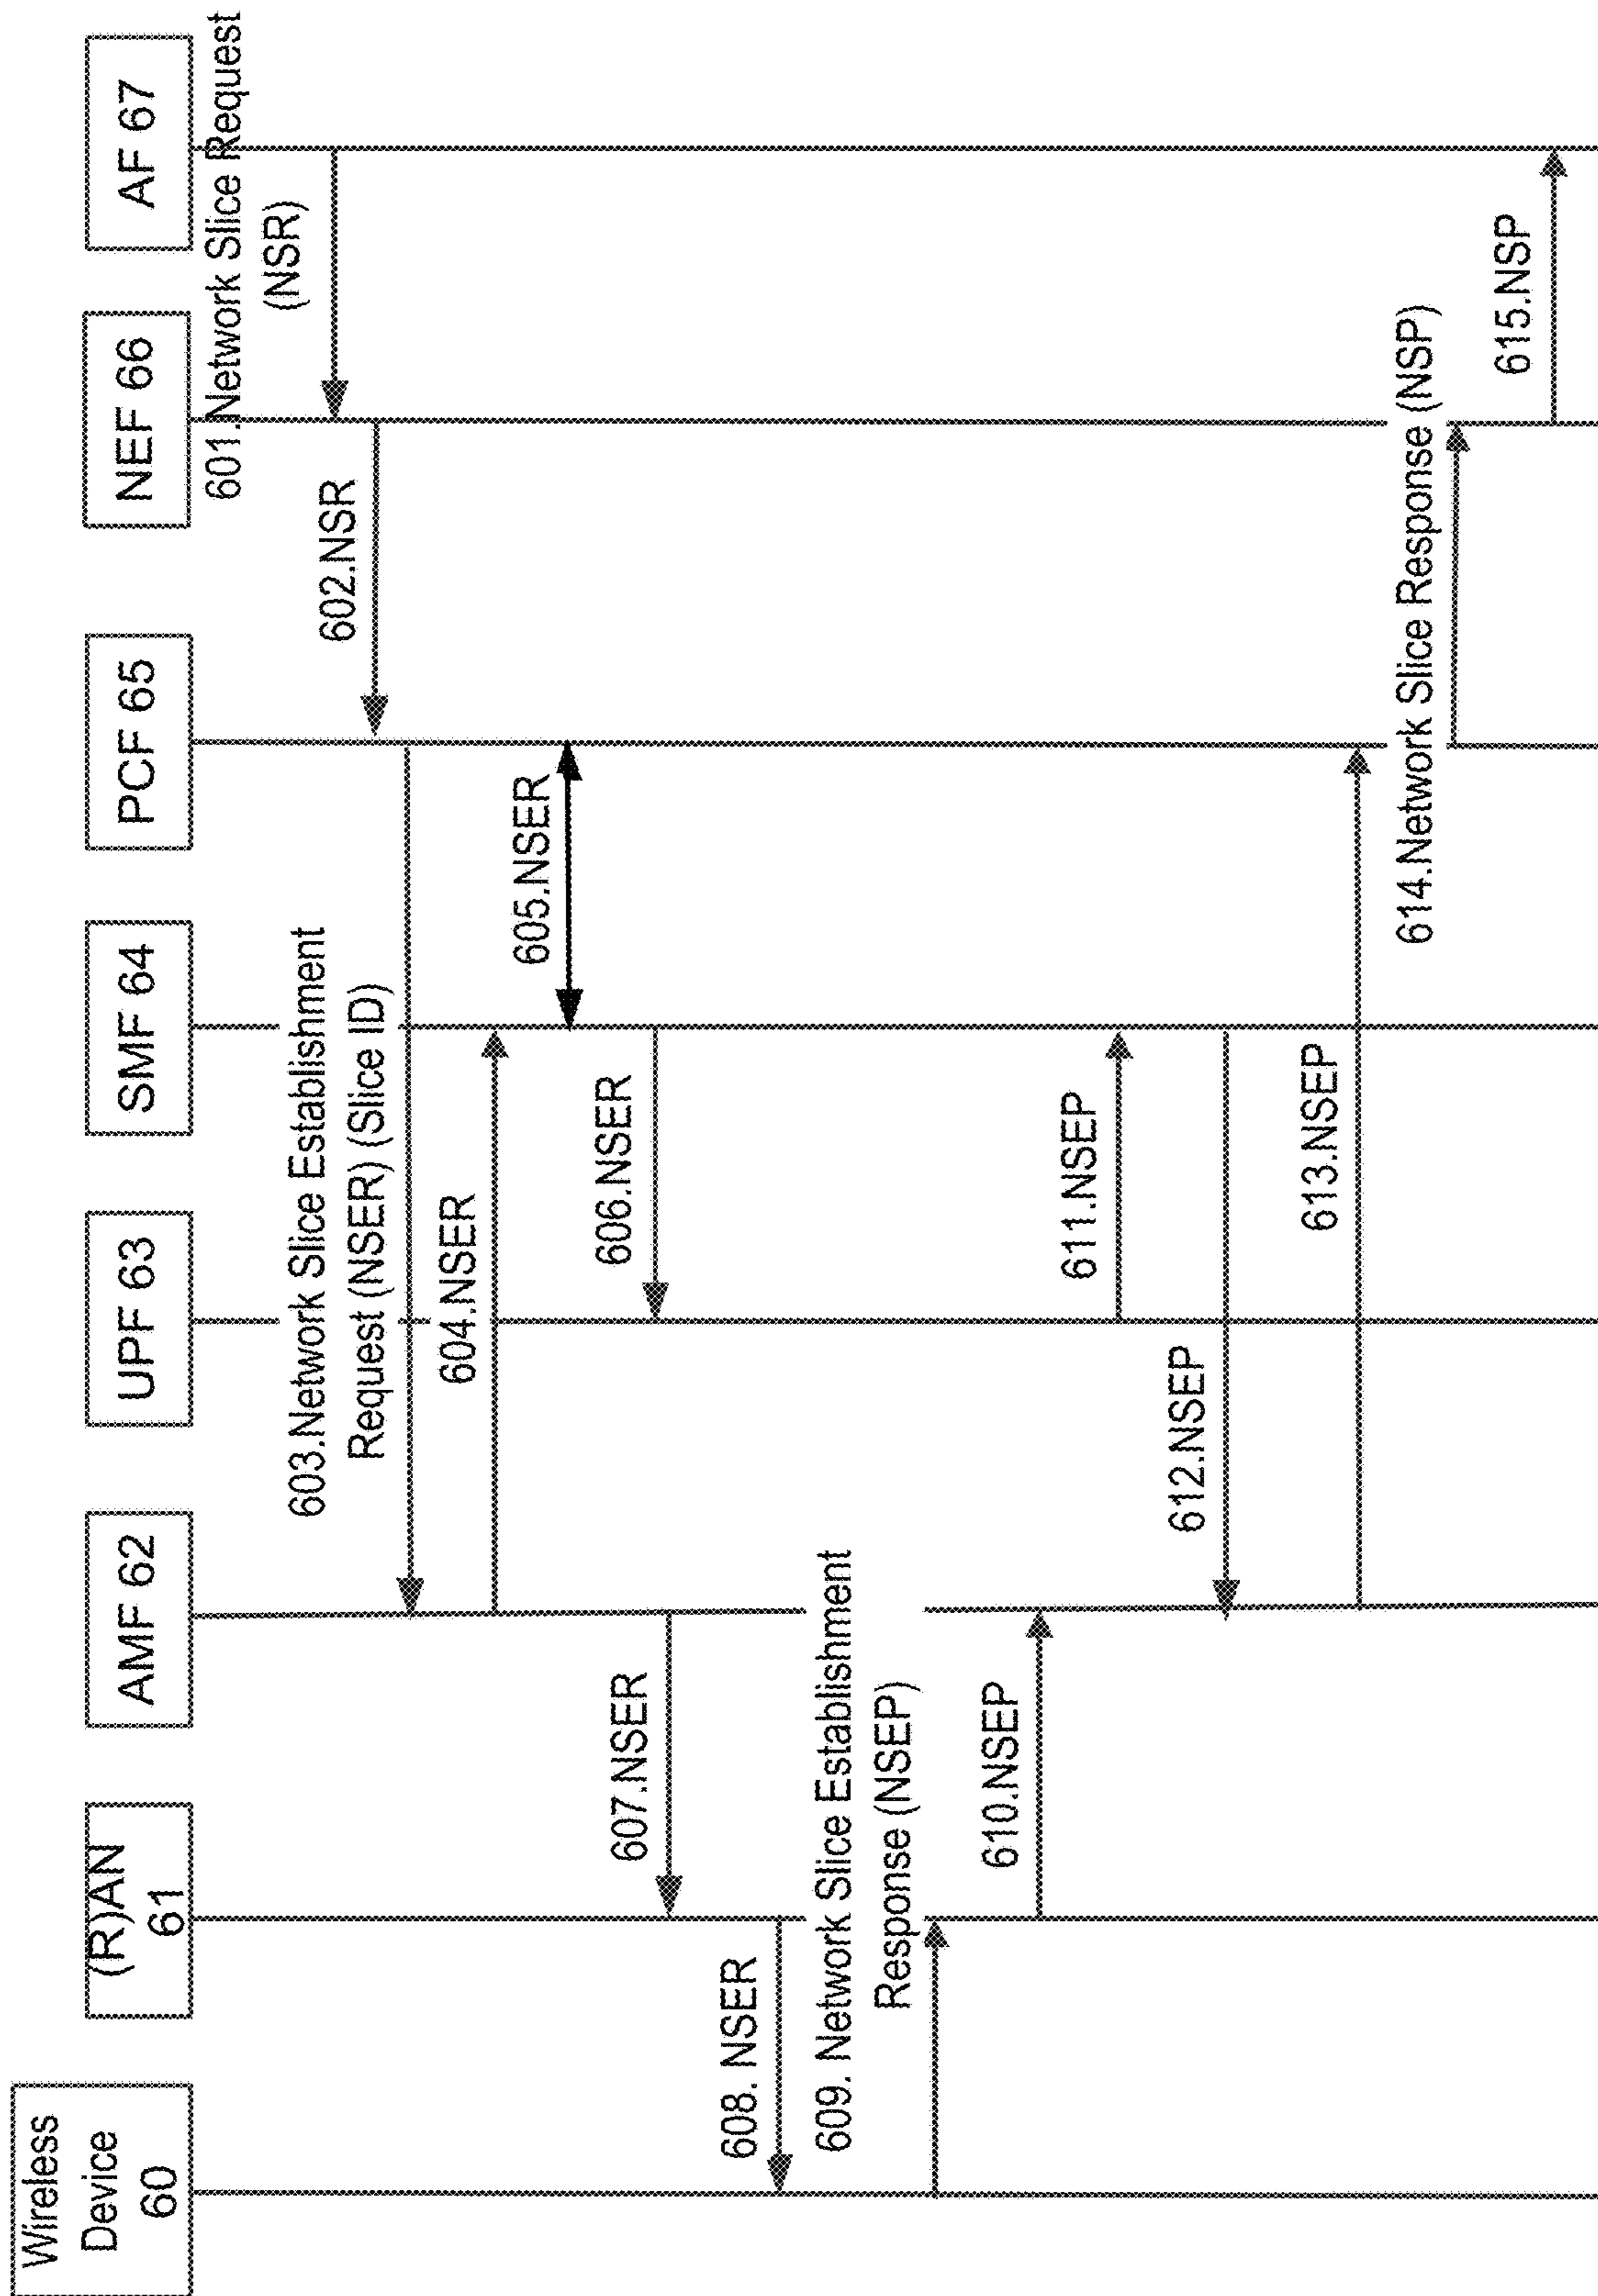 Wireless
Device
60
(R)AN
61
AMF 62
UPF 63
SMF 64
PCF 65
NEF 66
AF 67
601.Network Slice Request
(NSR)
602.NSR
603.Network Slice Establishment
Request (NSER) (Slice ID)
604.NSER
605.NSER
606.NSER
607.NSER
608. NSER
609. Network Slice Establishment
Response (NSEP)
610.NSEP
611.NSEP
612.NSEP
613.NSEP
614.Network Slice Response (NSP)
615.NSP